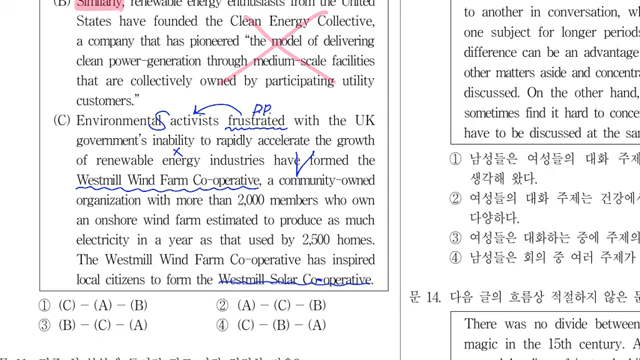 (B) Similarly, renewable energy enthusiasts from the United
States have founded the Clean Energy Collective,
a company that has pioneered “the model of delivering
clean power-generation through medium-scale facilities
that are collectively owned by participating utility
customers.”
P.P.
(C) Environmental activists frustrated with the UK
government's inability to rapidly accelerate the growth
of renewable energy industries have formed the
Westmill Wind Farm Co-operative, a community-owned
organization with more than 2,000 members who own
an onshore wind farm estimated to produce as much
electricity in a year as that used by 2,500 homes.
The Westmill Wind Farm Co-operative has inspired
local citizens to form the Westmill Solar Co-operative.
① (C)－(A)－(B) ② (A)－(C)－(B)
③ (B)－(C)－(A) ④ (C)－(B)－(A)
to another in conversation,
one subject for longer periods
difference can be an advantage
other matters aside and
discussed. On the other hand,
sometimes find it hard to
have to be discussed at the
① 남성들은 여성들의 대화 주제
생각해 왔다.
② 여성들의 대화 주제는 건강에서
다양하다.
③ 여성들은 대화하는 중에 주제의
④ 남성들은 회의 중 여러 주제가
문 14. 다음 글의 흐름상 적절하지 않은
There was no divide between
magic in the 15th century.